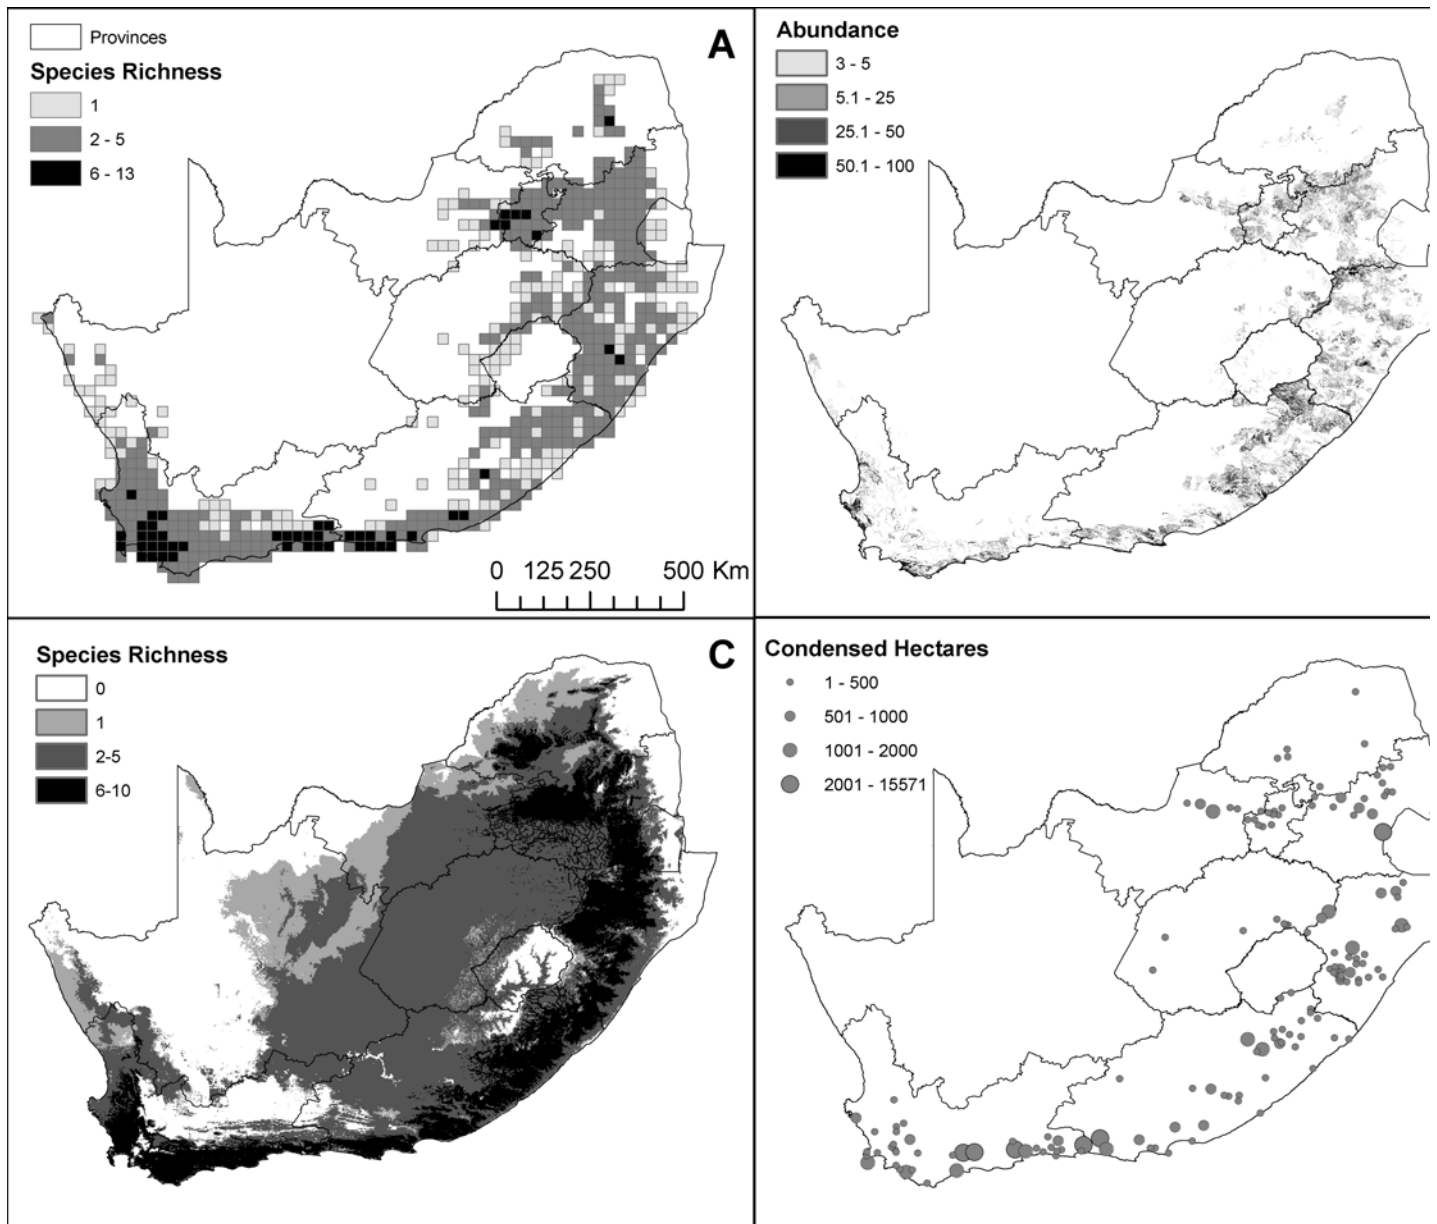 Provinces
A
Species Richness
1
2 - 5
6 - 13
0 125 250 500 Km
Abundance
3 - 5
5.1 - 25
25.1 - 50
50.1 - 100
Species Richness
C
0
1
2-5
6-10
Condensed Hectares
1 - 500
501 - 1000
1001 - 2000
2001 - 15571